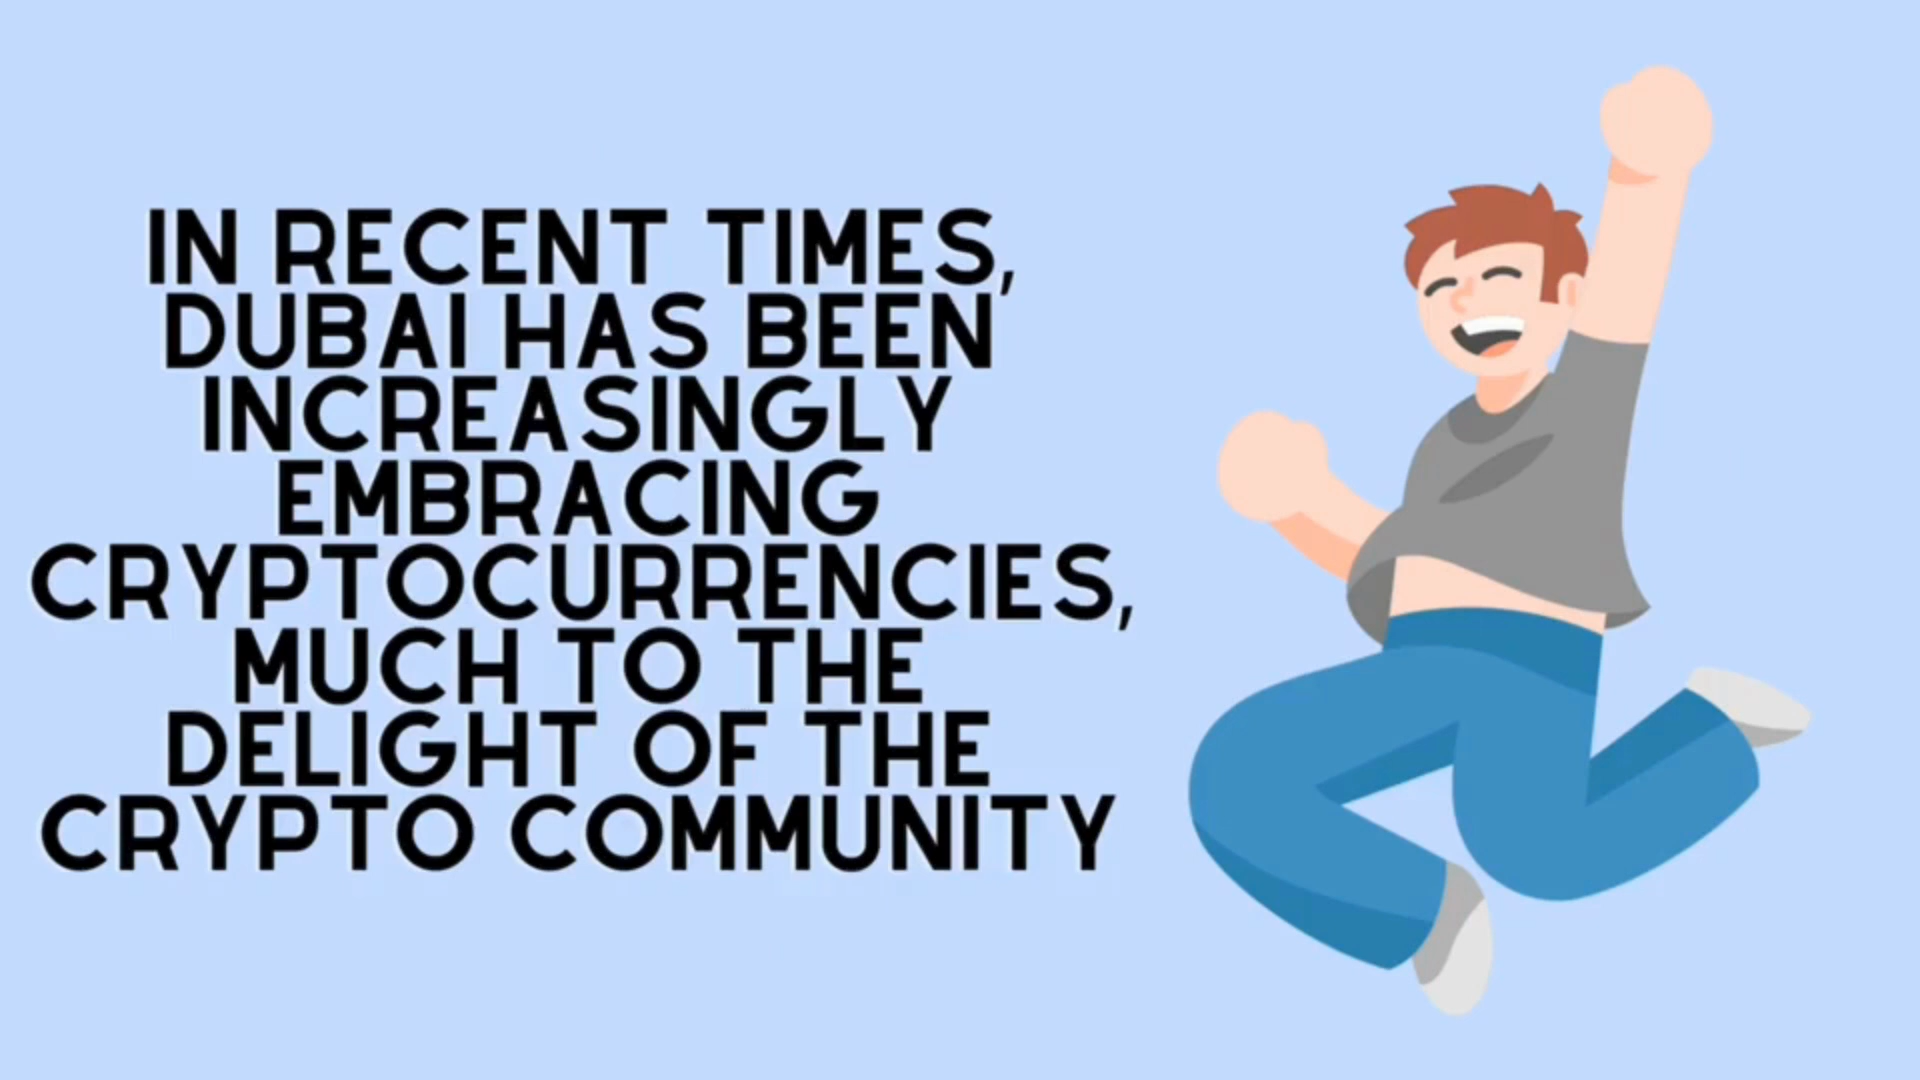 IN RECENT TIMES,
DUBAI HAS BEEN
INCREASINGLY
EMBRACING
CRYPTOCURRENCIES,
MUCH TO THE
DELIGHT OF THE
CRYPTO COMMUNITY